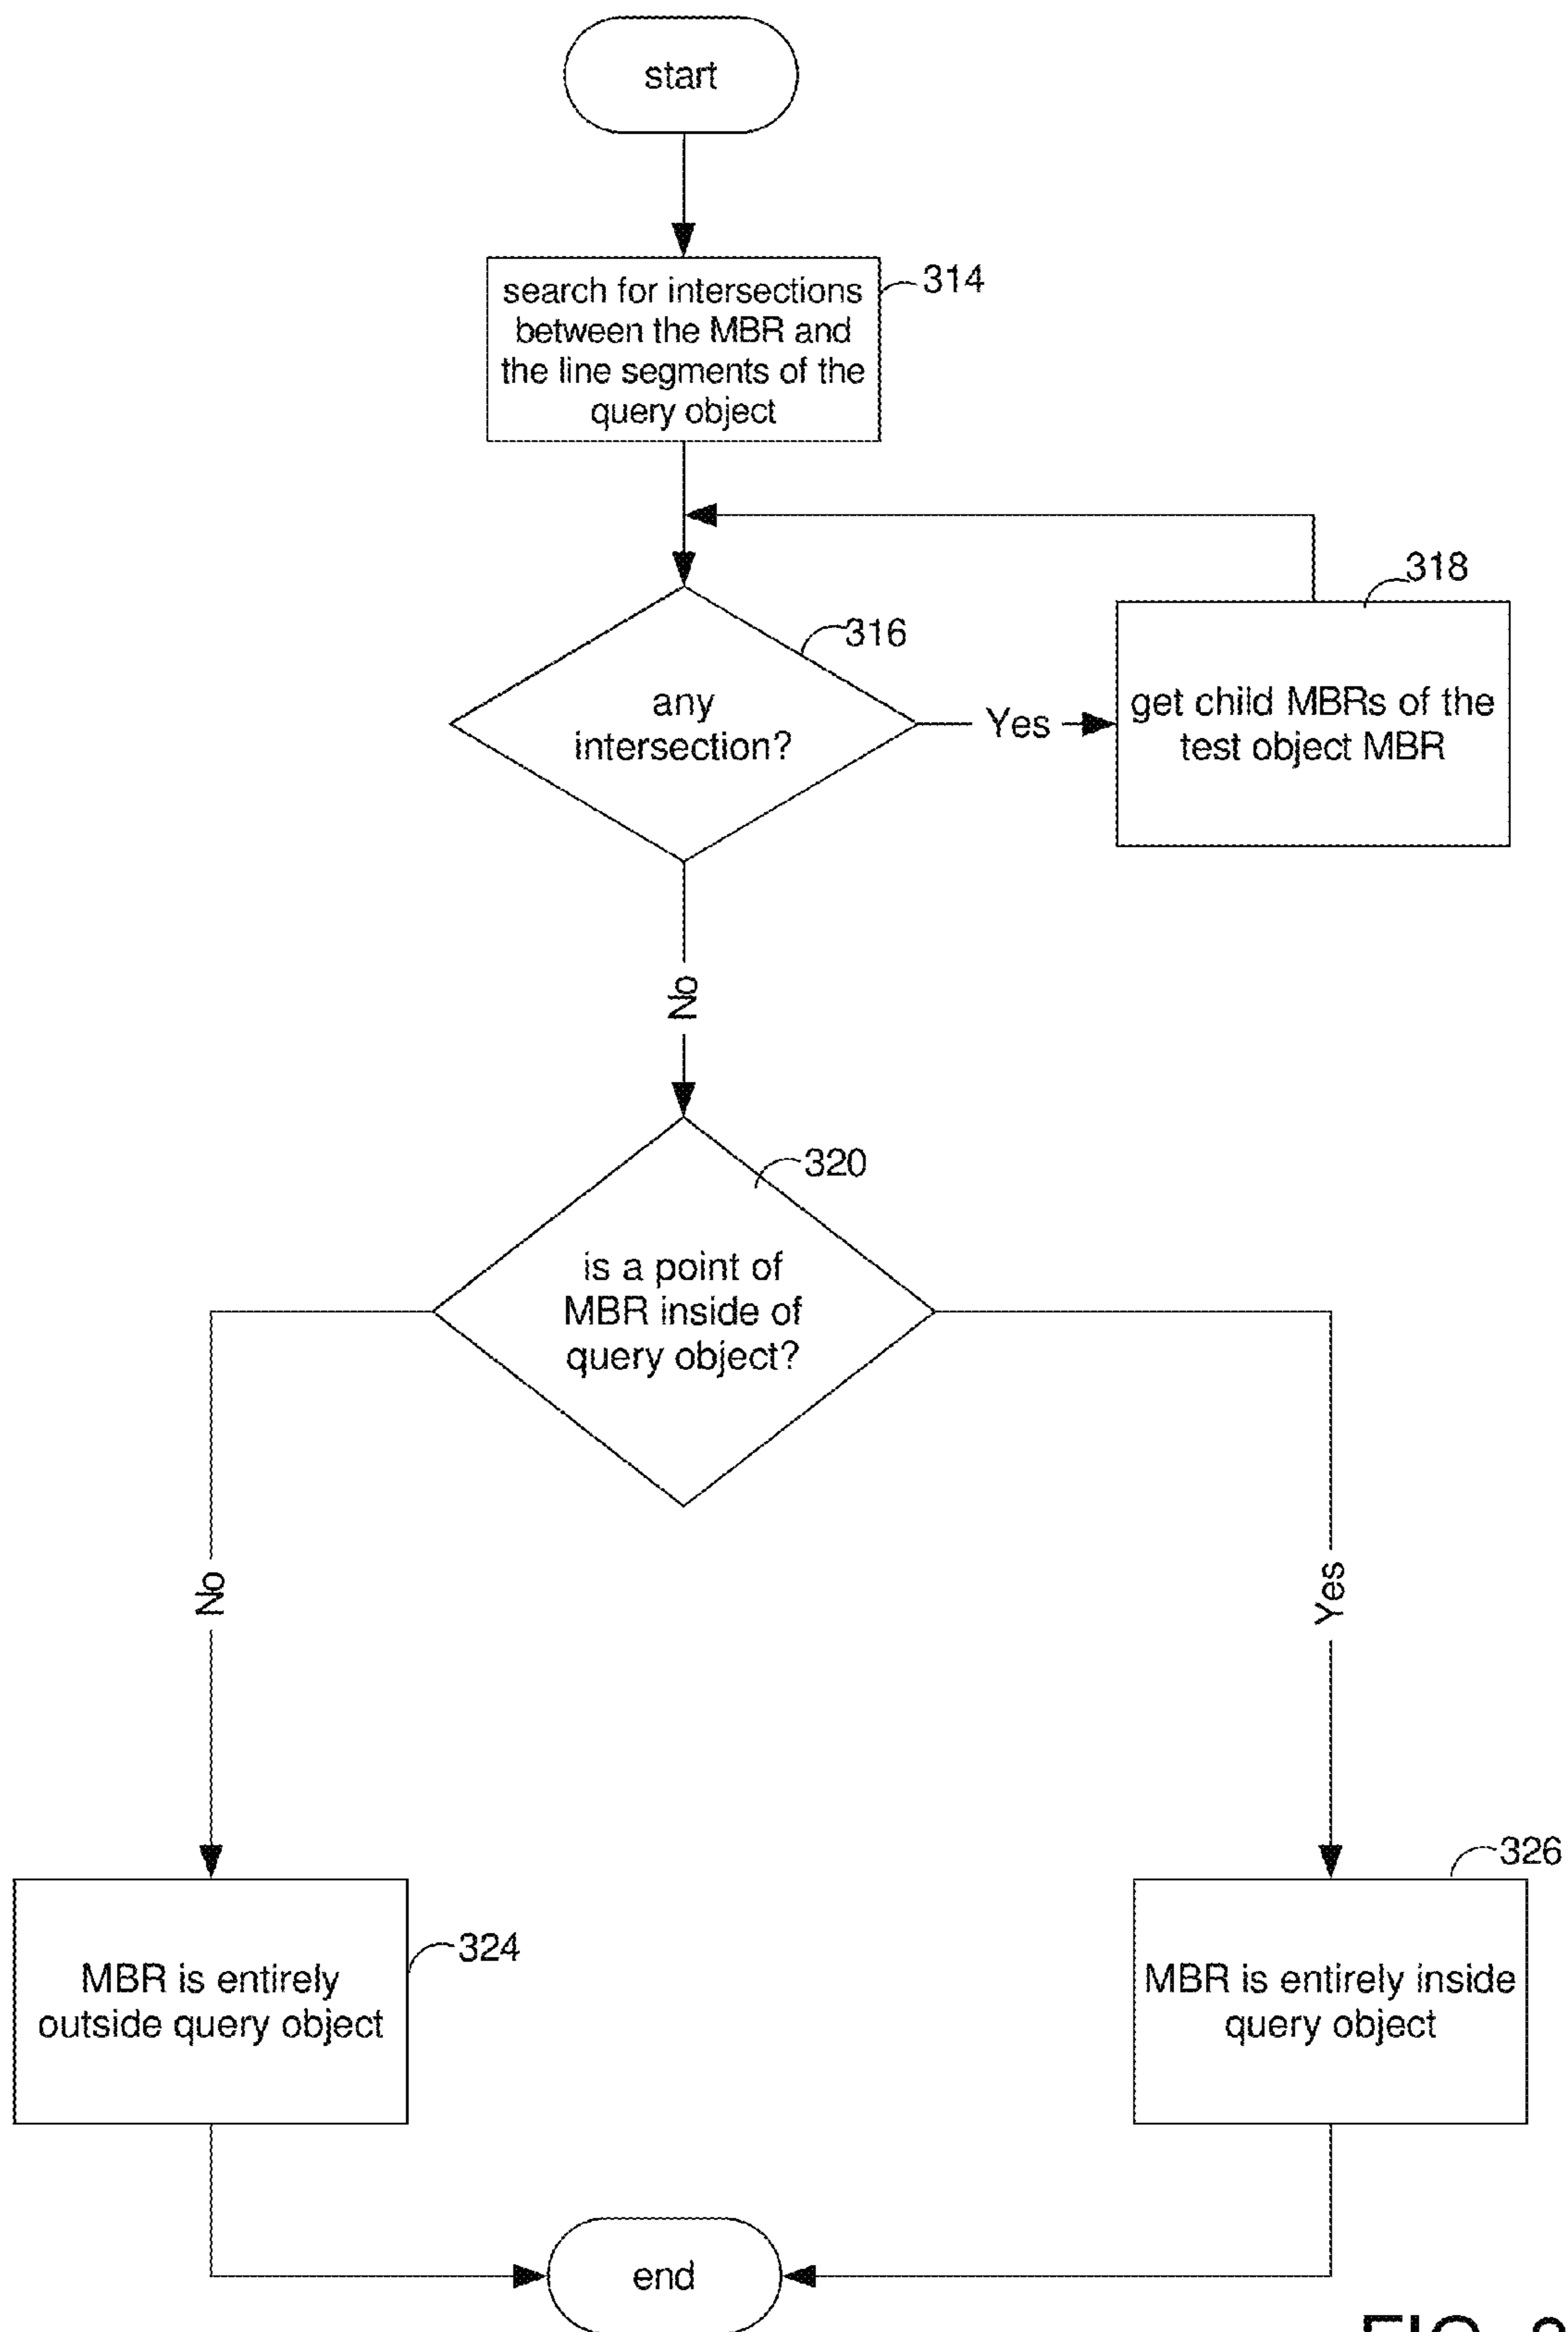 start
search for intersections
between the MBR and
the line segments of the
query object
314
318
316
any
intersection?
Yes
get child MBRs of the
test object MBR
No
320
is a point of
MBR inside of
query object?
No
Yes
326
324
MBR is entirely
outside query object
MBR is entirely inside
query object
end
FIG.